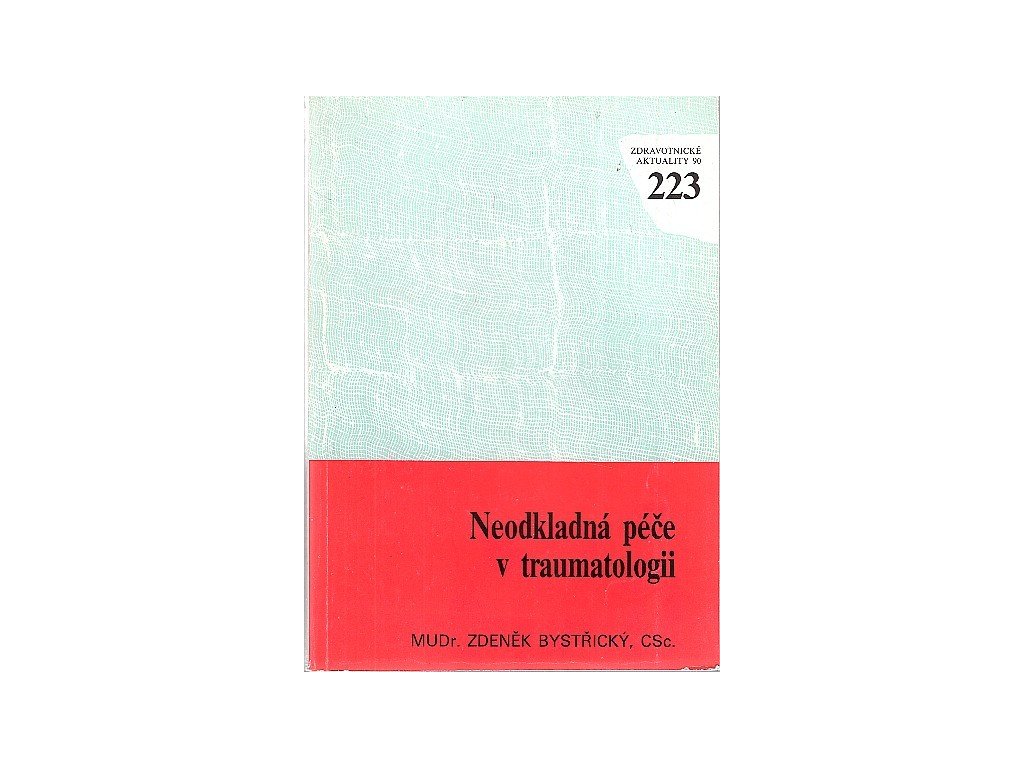 ZDRAVOTNICKÉ
AKTUALITY 90
223
Neodkladná péče
v traumatologii
MUDr. ZDENĚK BYSTŘICKÝ, CSc.